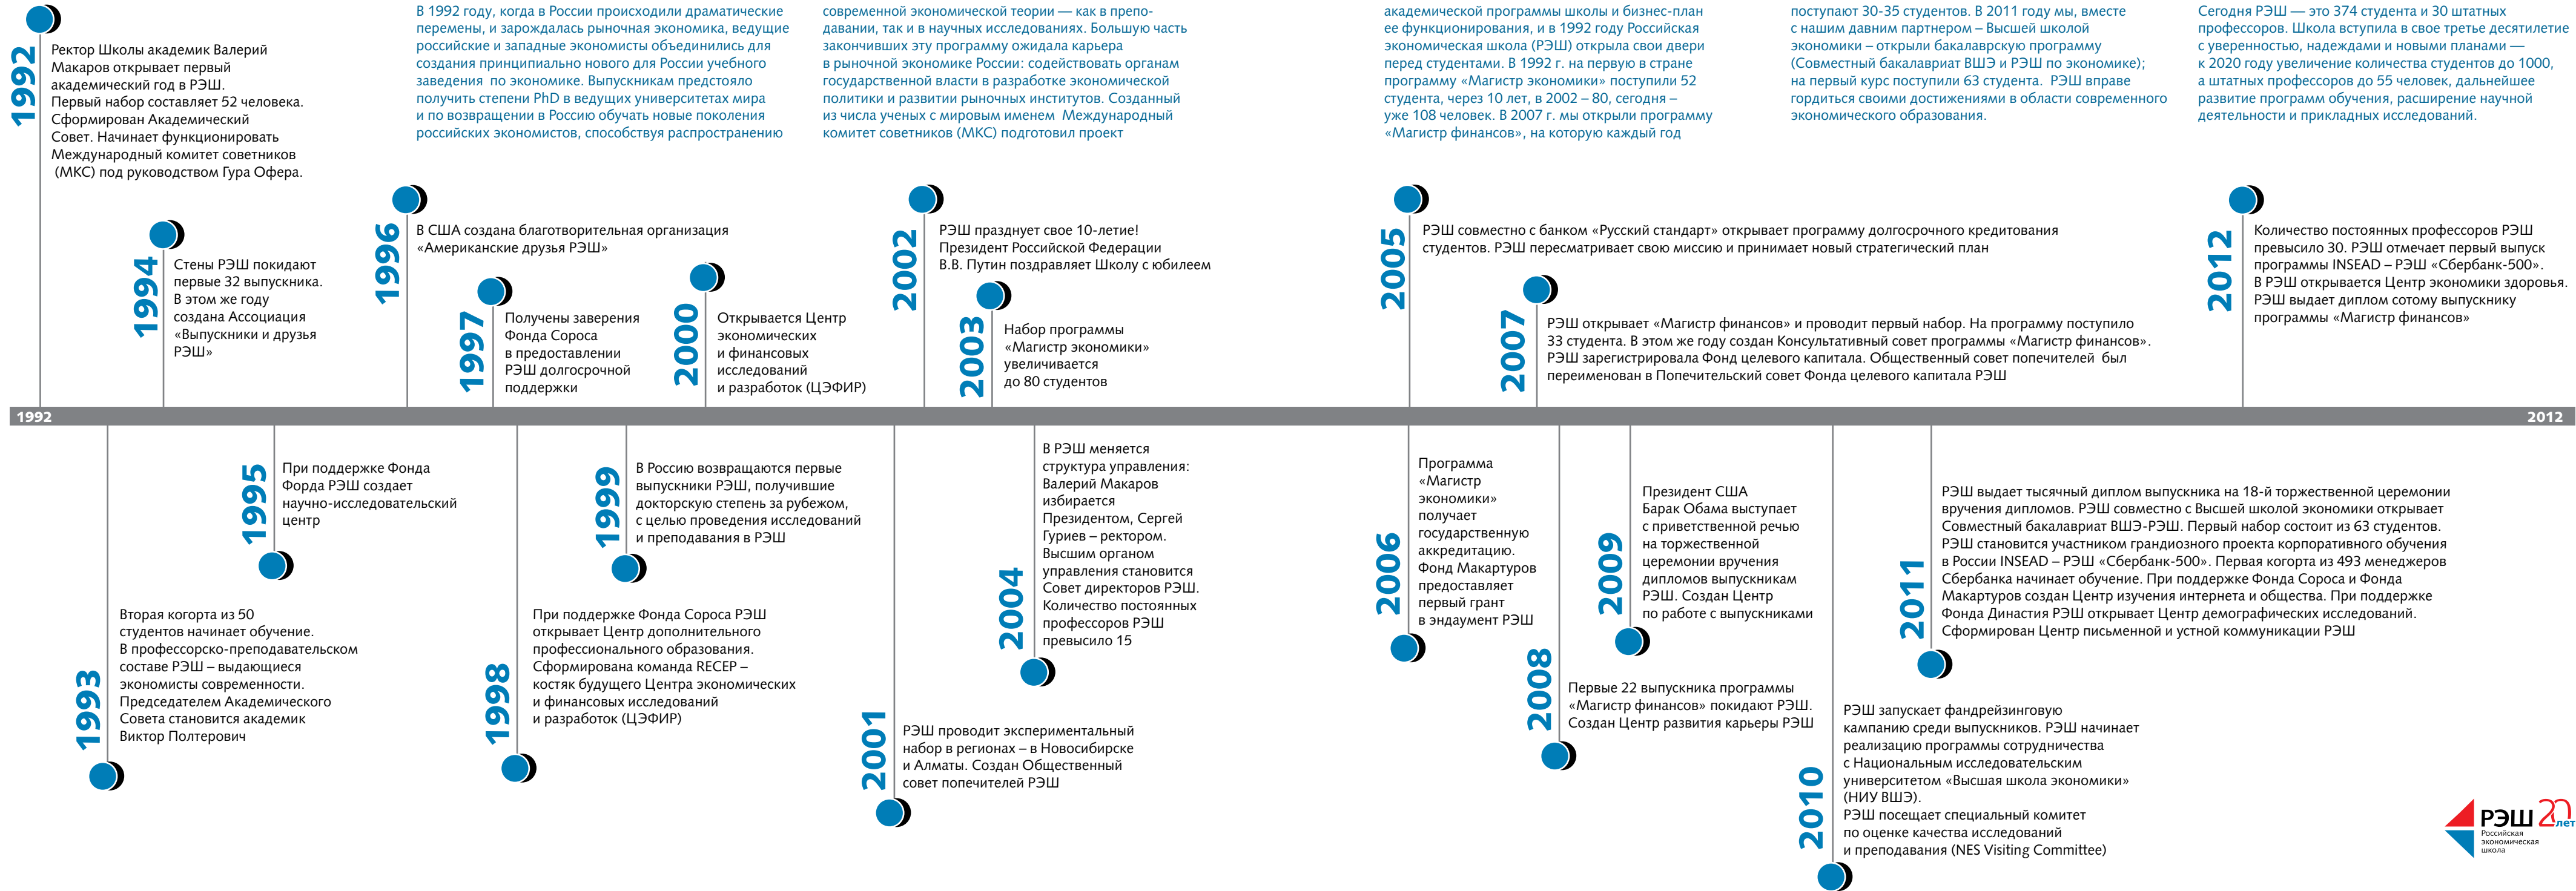 1992
Ректор Школы академик Валерий
Макаров открывает первый
академический год в РЭШ.
Первый набор составляет 52 человека.
Сформирован Академический
Совет. Начинает функционировать
Международный комитет советников
(МКС) под руководством Гура Офера.
В 1992 году, когда в России происходили драматические
перемены, и зарождалась рыночная экономика, ведущие
российские и западные экономисты объединились для
создания принципиально нового для России учебного
заведения по экономике. Выпускникам предстояло
получить степени PhD в ведущих университетах мира
и по возвращении в Россию обучать новые поколения
российских экономистов, способствуя распространению
современной экономической теории — как в препо-
давании, так и в научных исследованиях. Большую часть
закончивших эту программу ожидала карьера
в рыночной экономике России: содействовать органам
государственной власти в разработке экономической
политики и развитии рыночных институтов. Созданный
из числа ученых с мировым именем Международный
комитет советников (МКС) подготовил проект
академической программы школы и бизнес-план
ее функционирования, и в 1992 году Российская
экономическая школа (РЭШ) открыла свои двери
перед студентами. В 1992 г. на первую в стране
программу «Магистр экономики» поступили 52
студента, через 10 лет, в 2002 – 80, сегодня –
уже 108 человек. В 2007 г. мы открыли программу
«Магистр финансов», на которую каждый год
поступают 30-35 студентов. В 2011 году мы, вместе
с нашим давним партнером – Высшей школой
экономики – открыли бакалаврскую программу
(Совместный бакалавриат ВШЭ и РЭШ по экономике);
на первый курс поступили 63 студента. РЭШ вправе
гордиться своими достижениями в области современного
экономического образования.
Сегодня РЭШ — это 374 студента и 30 штатных
профессоров. Школа вступила в свое третье десятилетие
с уверенностью, надеждами и новыми планами —
к 2020 году увеличение количества студентов до 1000,
а штатных профессоров до 55 человек, дальнейшее
развитие программ обучения, расширение научной
деятельности и прикладных исследований.
1994
Стены РЭШ покидают
первые 32 выпускника.
В этом же году
создана Ассоциация
«Выпускники и друзья
РЭШ»
1996
В США создана благотворительная организация
«Американские друзья РЭШ»
1997
Получены заверения
Фонда Сороса
в предоставлении
РЭШ долгосрочной
поддержки
2000
Открывается Центр
экономических
и финансовых
исследований
и разработок (ЦЭФИР)
2002
РЭШ празднует свое 10-летие!
Президент Российской Федерации
В.В. Путин поздравляет Школу с юбилеем
2003
Набор программы
«Магистр экономики»
увеличивается
до 80 студентов
2005
РЭШ совместно с банком «Русский стандарт» открывает программу долгосрочного кредитования
студентов. РЭШ пересматривает свою миссию и принимает новый стратегический план
2007
РЭШ открывает «Магистр финансов» и проводит первый набор. На программу поступило
33 студента. В этом же году создан Консультативный совет программы «Магистр финансов».
РЭШ зарегистрировала Фонд целевого капитала. Общественный совет попечителей был
переименован в Попечительский совет Фонда целевого капитала РЭШ
2012
Количество постоянных профессоров РЭШ
превысило 30. РЭШ отмечает первый выпуск
программы INSEAD – РЭШ «Сбербанк-500».
В РЭШ открывается Центр экономики здоровья.
РЭШ выдает диплом сотому выпускнику
программы «Магистр финансов»
1992
2012
1993
Вторая когорта из 50
студентов начинает обучение.
В профессорско-преподавательском
составе РЭШ – выдающиеся
экономисты современности.
Председателем Академического
Совета становится академик
Виктор Полтерович
1995
При поддержке Фонда
Форда РЭШ создает
научно-исследовательский
центр
1998
При поддержке Фонда Сороса РЭШ
открывает Центр дополнительного
профессионального образования.
Сформирована команда RECEP –
костяк будущего Центра экономических
и финансовых исследований
и разработок (ЦЭФИР)
1999
В Россию возвращаются первые
выпускники РЭШ, получившие
докторскую степень за рубежом,
с целью проведения исследований
и преподавания в РЭШ
2001
РЭШ проводит экспериментальный
набор в регионах – в Новосибирске
и Алматы. Создан Общественный
совет попечителей РЭШ
2004
В РЭШ меняется
структура управления:
Валерий Макаров
избирается
Президентом, Сергей
Гуриев – ректором.
Высшим органом
управления становится
Совет директоров РЭШ.
Количество постоянных
профессоров РЭШ
превысило 15
2006
Программа
«Магистр
экономики»
получает
государственную
аккредитацию.
Фонд Макартуров
предоставляет
первый грант
в эндаумент РЭШ
2008
Первые 22 выпускника программы
«Магистр финансов» покидают РЭШ.
Создан Центр развития карьеры РЭШ
2009
Президент США
Барак Обама выступает
с приветственной речью
на торжественной
церемонии вручения
дипломов выпускникам
РЭШ. Создан Центр
по работе с выпускниками
2010
РЭШ запускает фандрейзинговую
кампанию среди выпускников. РЭШ начинает
реализацию программы сотрудничества
с Национальным исследовательским
университетом «Высшая школа экономики»
(НИУ ВШЭ).
РЭШ посещает специальный комитет
по оценке качества исследований
и преподавания (NES Visiting Committee)
2011
РЭШ выдает тысячный диплом выпускника на 18-й торжественной церемонии
вручения дипломов. РЭШ совместно с Высшей школой экономики открывает
Совместный бакалавриат ВШЭ-РЭШ. Первый набор состоит из 63 студентов.
РЭШ становится участником грандиозного проекта корпоративного обучения
в России INSEAD – РЭШ «Сбербанк-500». Первая когорта из 493 менеджеров
Сбербанка начинает обучение. При поддержке Фонда Сороса и Фонда
Макартуров создан Центр изучения интернета и общества. При поддержке
Фонда Династия РЭШ открывает Центр демографических исследований.
Сформирован Центр письменной и устной коммуникации РЭШ
РЭШ 20 лет
Российская
экономическая
школа